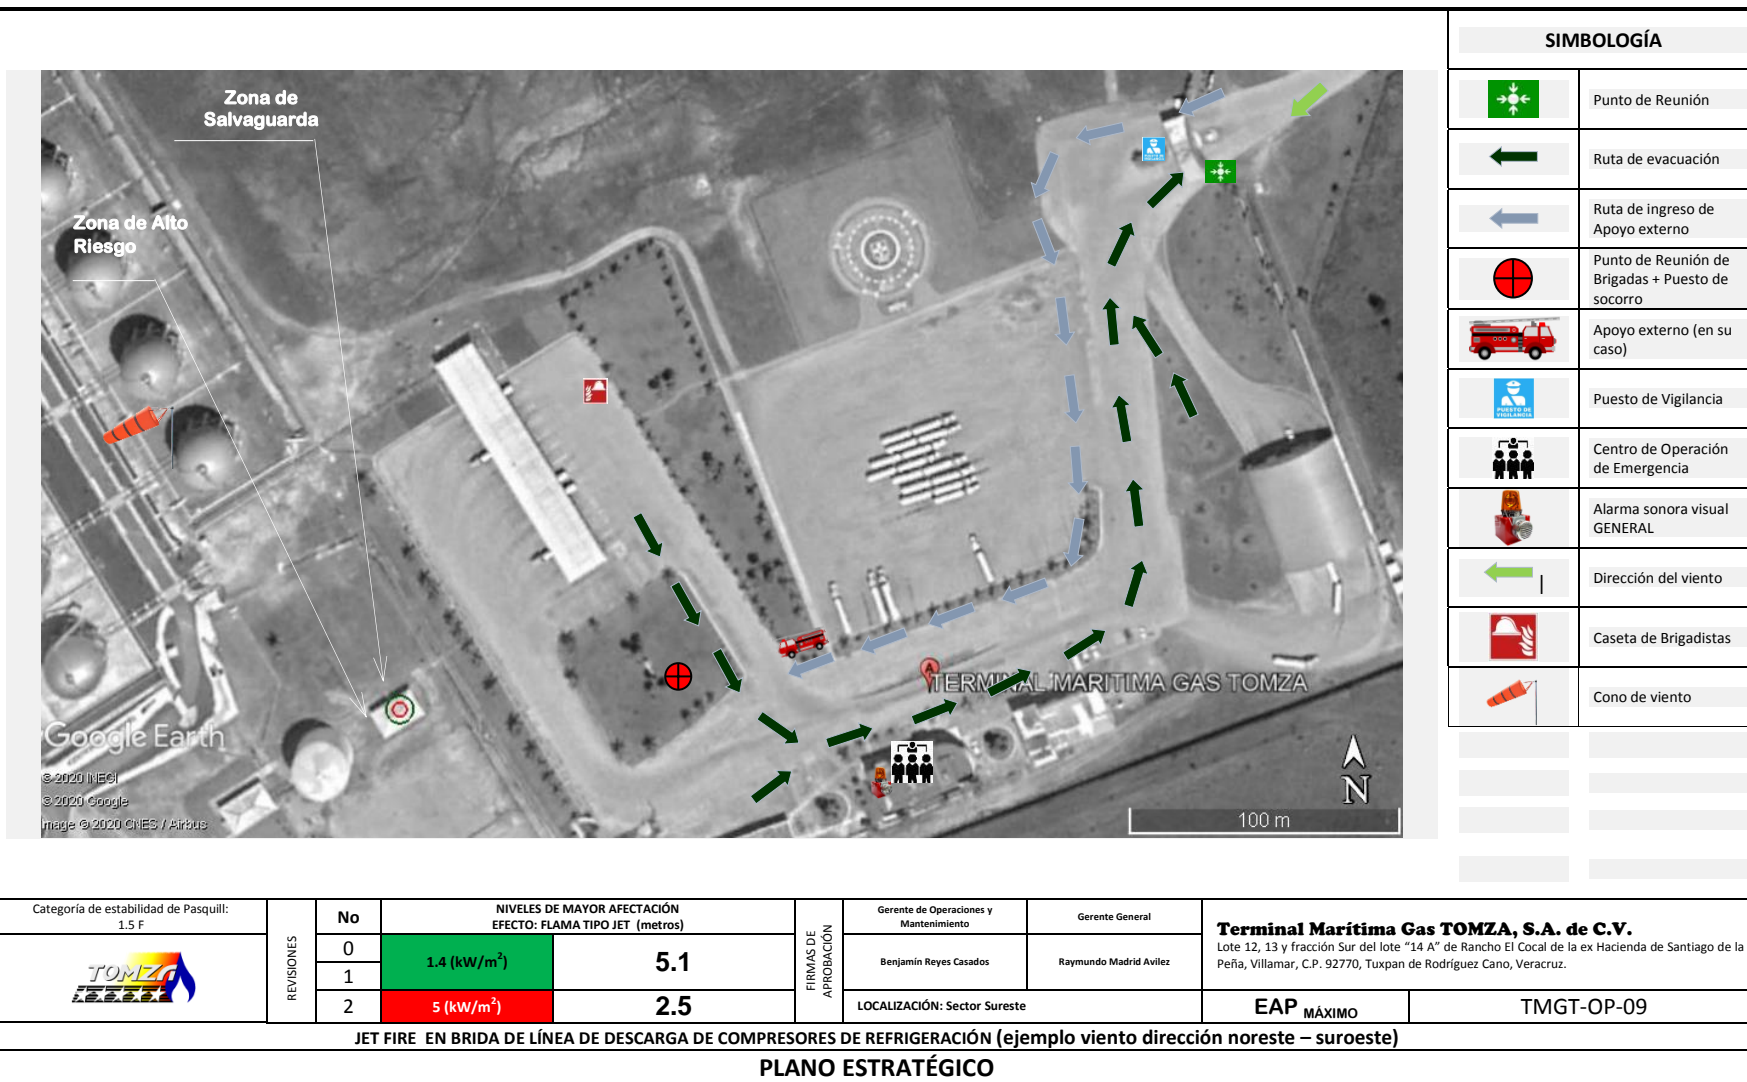 SIMBOLOGÍA
Zona de
Salvaguarda
Zona de Alto
Riesgo
PUESTO DE
VIGILANCIA
TERMINAL MARITIMA GAS TOMZA
A
Google Earth
© 2020 INEGI
© 2020 Google
Image © 2020 CNES / Airbus
N
100 m
Punto de Reunión
Ruta de evacuación
Ruta de ingreso de
Apoyo externo
Punto de Reunión de
Brigadas + Puesto de
socorro
Apoyo externo (en su
caso)
PUESTO DE
VIGILANCIA
Puesto de Vigilancia
Centro de Operación
de Emergencia
Alarma sonora visual
GENERAL
Dirección del viento
Caseta de Brigadistas
Cono de viento
Categoría de estabilidad de Pasquill:
1.5 F
TOMZA
REVISIONES
No
0
1
2
NIVELES DE MAYOR AFECTACIÓN
EFECTO: FLAMA TIPO JET (metros)
1.4 (kW/m²)
5.1
5 (kW/m²)
2.5
FIRMAS DE
APROBACIÓN
Gerente de Operaciones y
Mantenimiento
Gerente General
Benjamín Reyes Casados
Raymundo Madrid Avilez
LOCALIZACIÓN: Sector Sureste
Terminal Marítima Gas TOMZA, S.A. de C.V.
Lote 12, 13 y fracción Sur del lote “14 A” de Rancho El Cocal de la ex Hacienda de Santiago de la
Peña, Villamar, C.P. 92770, Tuxpan de Rodríguez Cano, Veracruz.
EAP MÁXIMO
TMGT-OP-09
JET FIRE EN BRIDA DE LÍNEA DE DESCARGA DE COMPRESORES DE REFRIGERACIÓN (ejemplo viento dirección noreste – suroeste)
PLANO ESTRATÉGICO